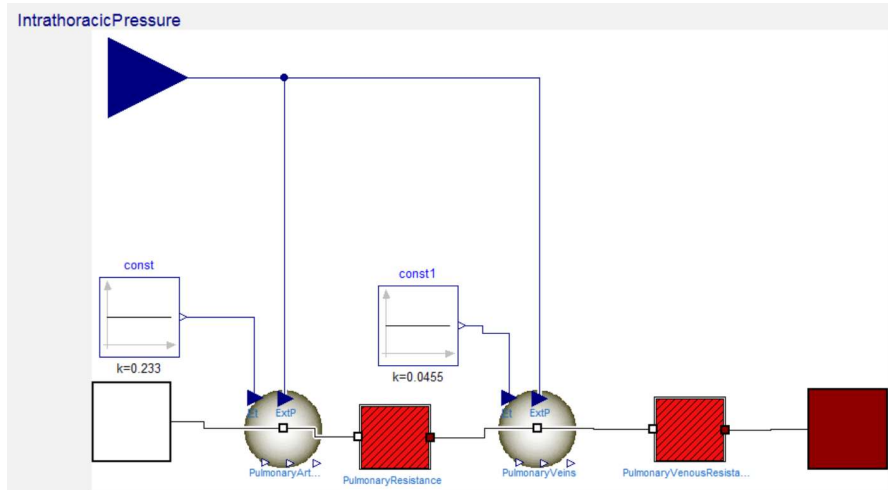 IntrathoracicPressure
const
const1
k=0.233
k=0.0455
Et
ExtP
Et
ExtP
PulmonaryArt...
PulmonaryResistance
PulmonaryVeins
PulmonaryVenousResista...